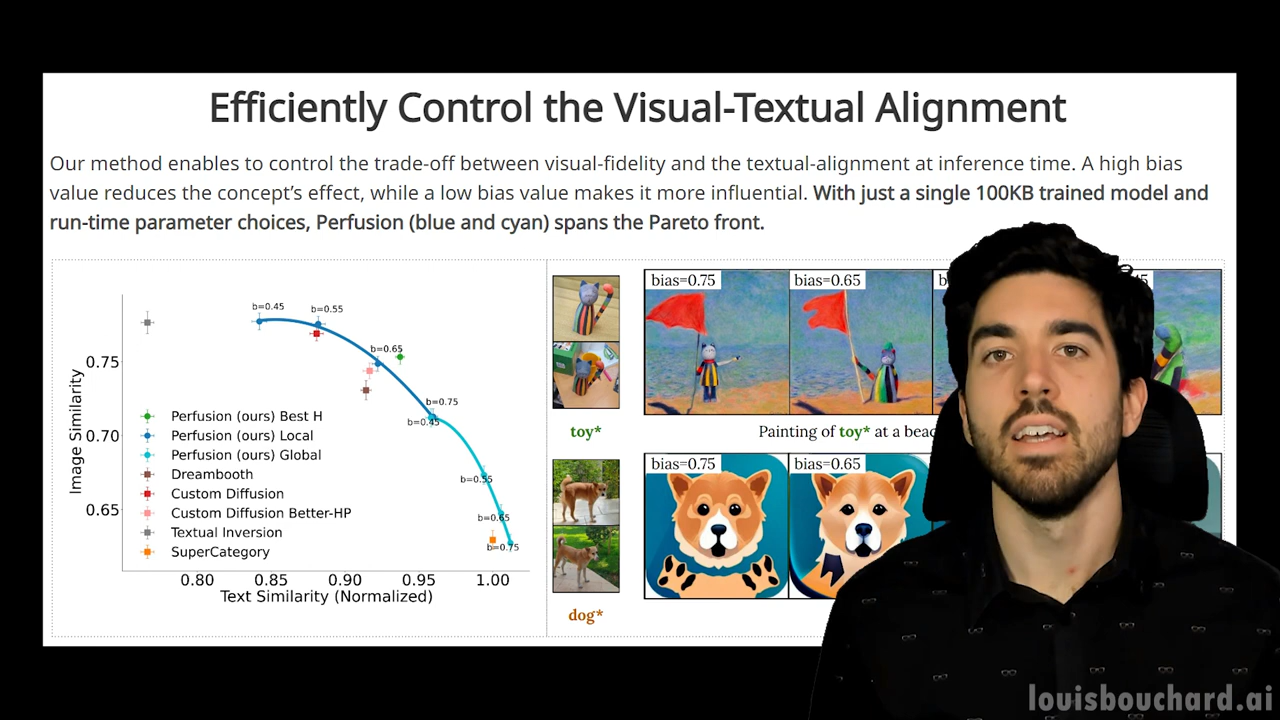 Efficiently Control the Visual-Textual Alignment
Our method enables to control the trade-off between visual-fidelity and the textual-alignment at inference time. A high bias
value reduces the concept's effect, while a low bias value makes it more influential. With just a single 100KB trained model and
run-time parameter choices, Perfusion (blue and cyan) spans the Pareto front.
b=0.45
b=0.55
b=0.65
b=0.75
b=0.45
b=0.55
b=0.65
b=0.75
0.75
0.70
0.65
Image Similarity
Perfusion (ours) Best H
Perfusion (ours) Local
Perfusion (ours) Global
Dreambooth
Custom Diffusion
Custom Diffusion Better-HP
Textual Inversion
SuperCategory
0.80 0.85 0.90 0.95 1.00
Text Similarity (Normalized)
bias=0.75 bias=0.65
toy*
Painting of toy* at a
bias=0.75 bias=0.65
dog*
louisbouchard.ai